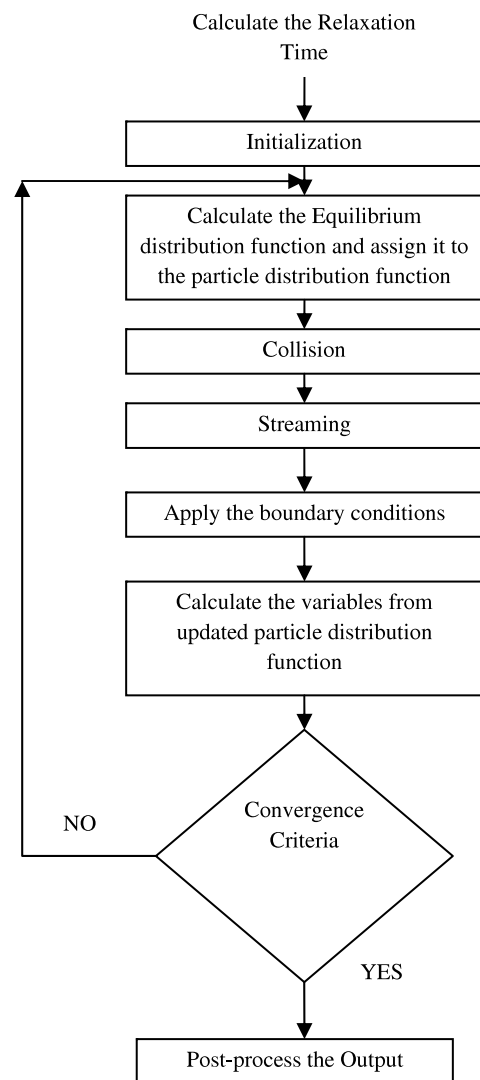 Calculate the Relaxation
Time
Initialization
Calculate the Equilibrium
distribution function and assign it to
the particle distribution function
Collision
Streaming
Apply the boundary conditions
Calculate the variables from
updated particle distribution
function
Convergence
Criteria
NO
YES
Post-process the Output